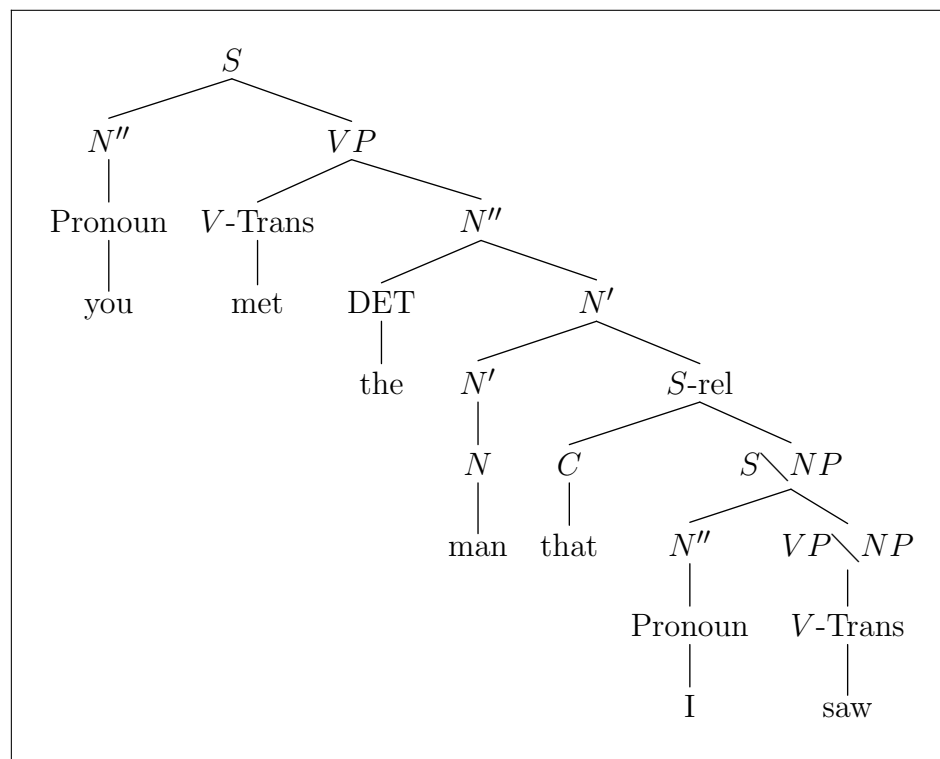 S
N″ VP
Pronoun V-Trans N″
you met DET N′
the N′ S-rel
N C S\NP
man that N″ VP\NP
Pronoun V-Trans
I saw